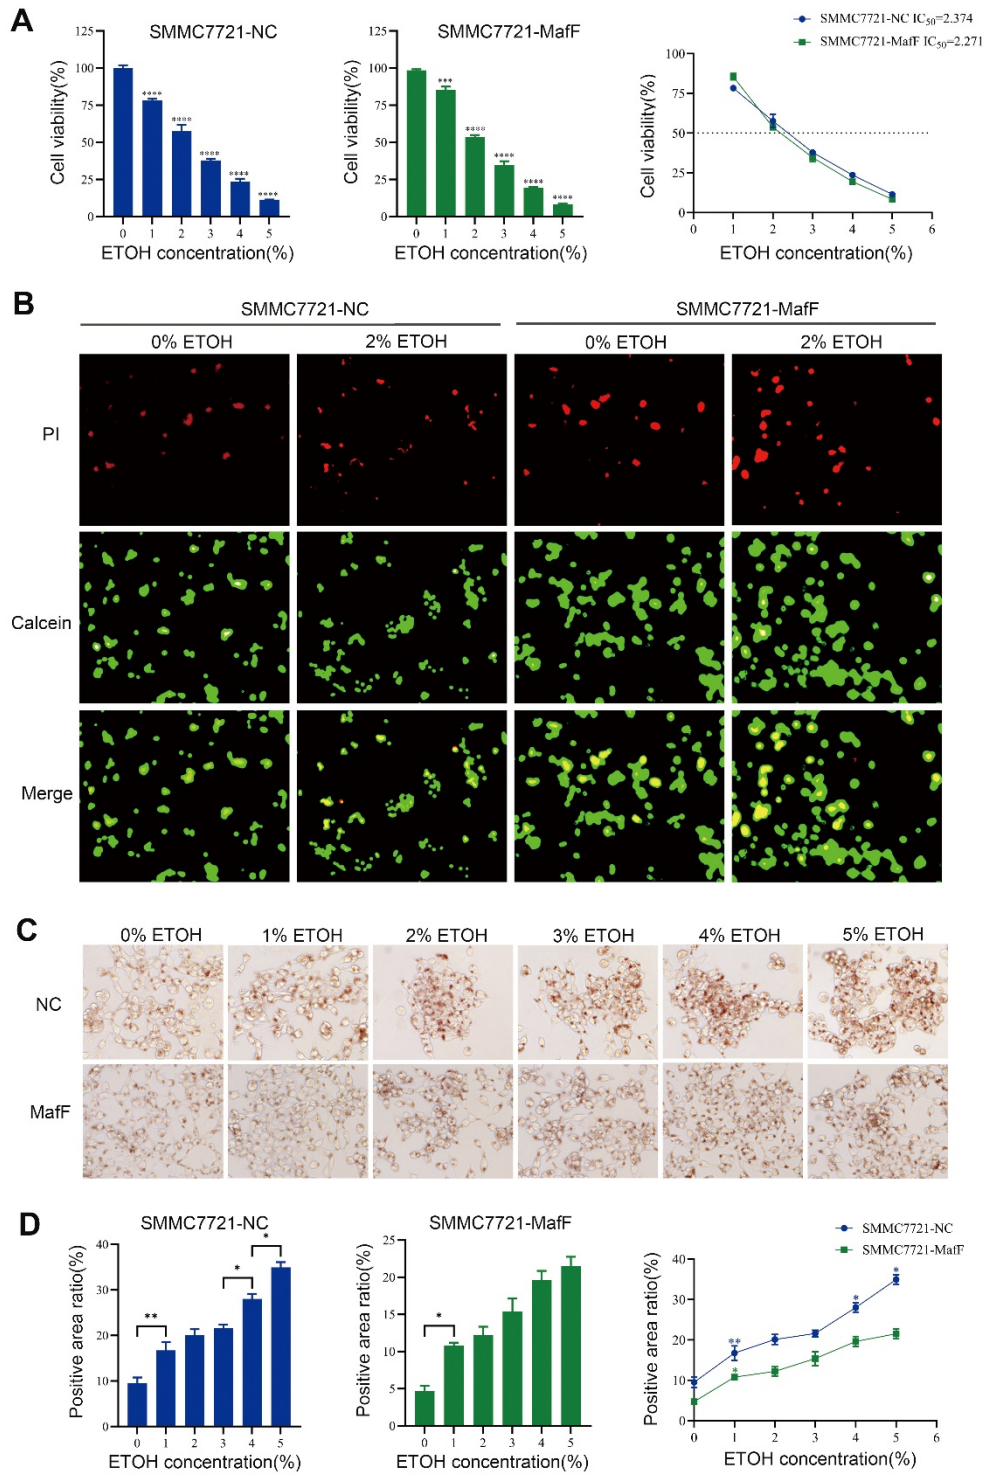 A
SMMC7721-NC
Cell viability(%)
125
100
75
50
25
0
****
****
****
****
****
0 1 2 3 4 5
ETOH concentration(%)
SMMC7721-MafF
Cell viability(%)
125
100
75
50
25
0
***
****
****
****
****
0 1 2 3 4 5
ETOH concentration(%)
SMMC7721-NC IC50=2.374
SMMC7721-MafF IC50=2.271
Cell viability(%)
100
75
50
25
0
0 1 2 3 4 5 6
ETOH concentration(%)
B
SMMC7721-NC SMMC7721-MafF
0% ETOH 2% ETOH 0% ETOH 2% ETOH
PI
Calcein
Merge
C
0% ETOH 1% ETOH 2% ETOH 3% ETOH 4% ETOH 5% ETOH
NC
MafF
D
SMMC7721-NC
Positive area ratio(%)
40
30
20
10
0
**
*
*
0 1 2 3 4 5
ETOH concentration(%)
SMMC7721-MafF
Positive area ratio(%)
25
20
15
10
5
0
*
0 1 2 3 4 5
ETOH concentration(%)
SMMC7721-NC
SMMC7721-MafF
Positive area ratio(%)
40
30
20
10
0
**
*
*
*
0 1 2 3 4 5 6
ETOH concentration(%)